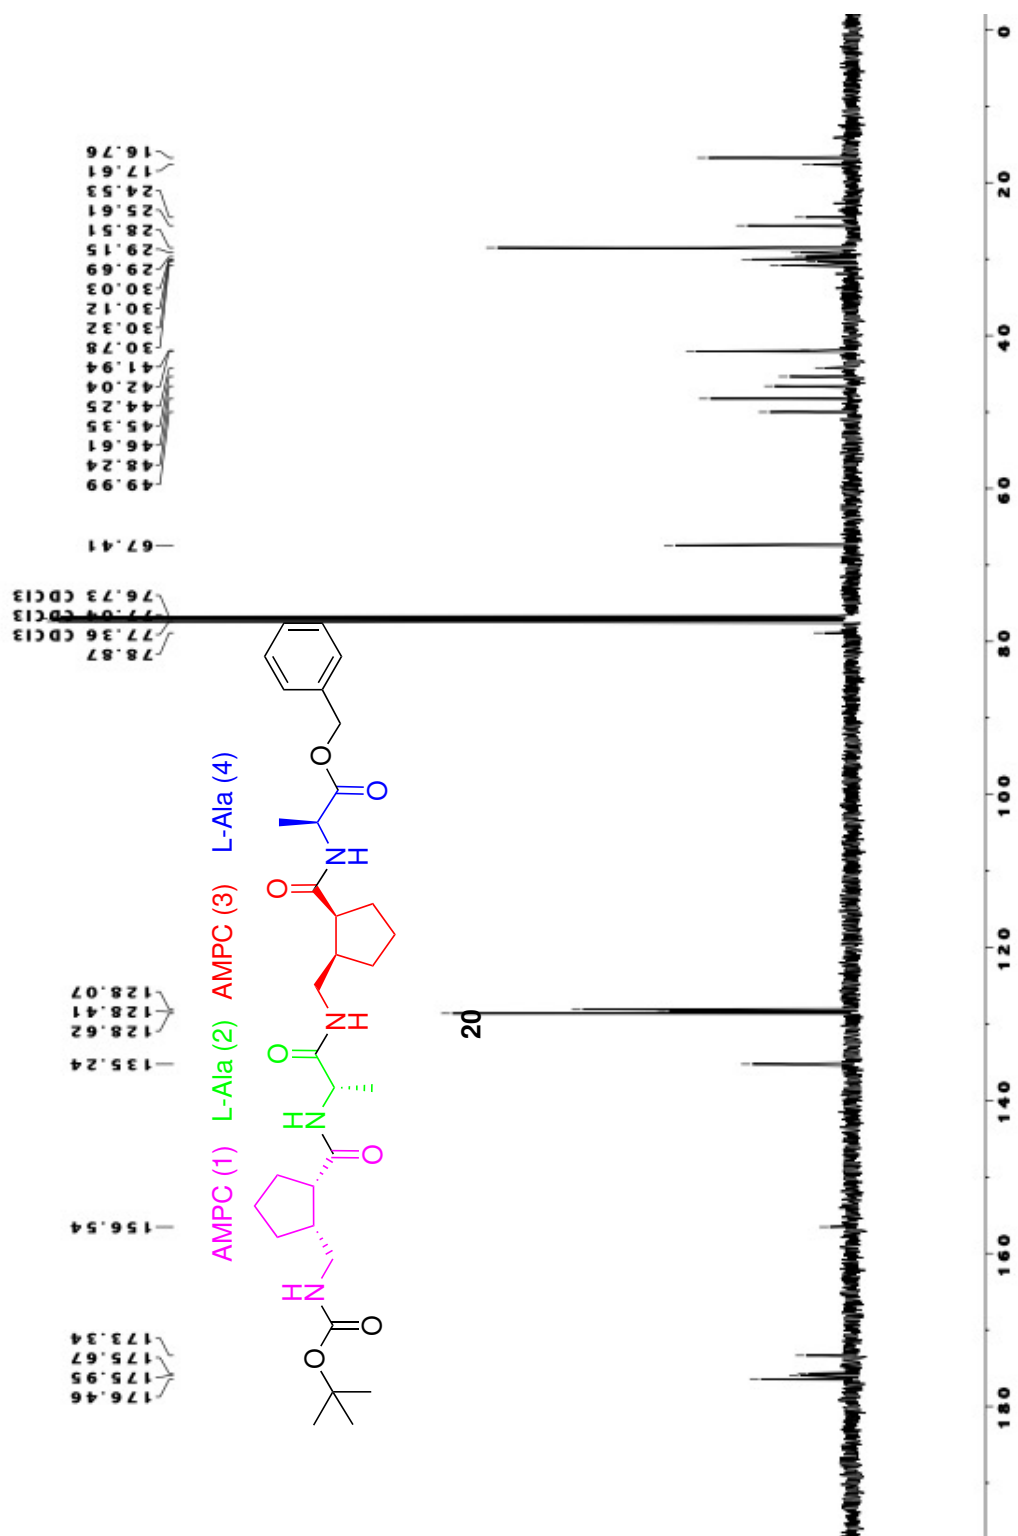 16.76
17.61
24.53
25.61
28.51
29.15
29.69
30.03
30.12
30.32
30.78
41.94
42.04
44.25
45.35
46.61
48.24
49.99
67.41
76.73 CDCl3
77.04 CDCl3
77.36 CDCl3
78.87
128.07
128.41
128.62
135.24
156.54
173.34
175.67
175.95
176.46
AMPC (1) L-Ala (2) AMPC (3) L-Ala (4)
O
O
H
N
O
H
N
O
N
H
O
N
H
O
O
20
0
20
40
60
80
100
120
140
160
180